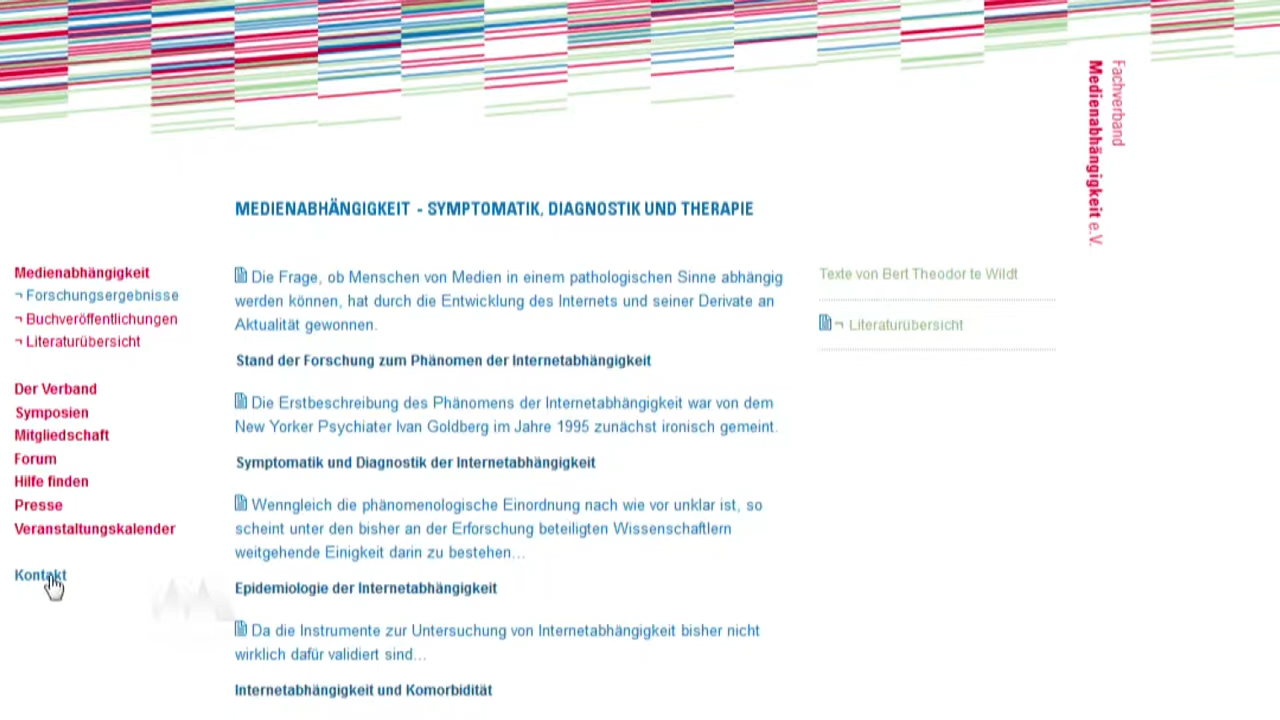 Fachverband
Medienabhängigkeit e.V.
MEDIENABHÄNGIGKEIT - SYMPTOMATIK, DIAGNOSTIK UND THERAPIE
Medienabhängigkeit
¬ Forschungsergebnisse
¬ Buchveröffentlichungen
¬ Literaturübersicht
Der Verband
Symposien
Mitgliedschaft
Forum
Hilfe finden
Presse
Veranstaltungskalender
Kontakt
Die Frage, ob Menschen von Medien in einem pathologischen Sinne abhängig
werden können, hat durch die Entwicklung des Internets und seiner Derivate an
Aktualität gewonnen.
Stand der Forschung zum Phänomen der Internetabhängigkeit
Die Erstbeschreibung des Phänomens der Internetabhängigkeit war von dem
New Yorker Psychiater Ivan Goldberg im Jahre 1995 zunächst ironisch gemeint.
Symptomatik und Diagnostik der Internetabhängigkeit
Wenngleich die phänomenologische Einordnung nach wie vor unklar ist, so
scheint unter den bisher an der Erforschung beteiligten Wissenschaftlern
weitgehende Einigkeit darin zu bestehen...
Epidemiologie der Internetabhängigkeit
Da die Instrumente zur Untersuchung von Internetabhängigkeit bisher nicht
wirklich dafür validiert sind...
Internetabhängigkeit und Komorbidität
Texte von Bert Theodor te Wildt
¬ Literaturübersicht